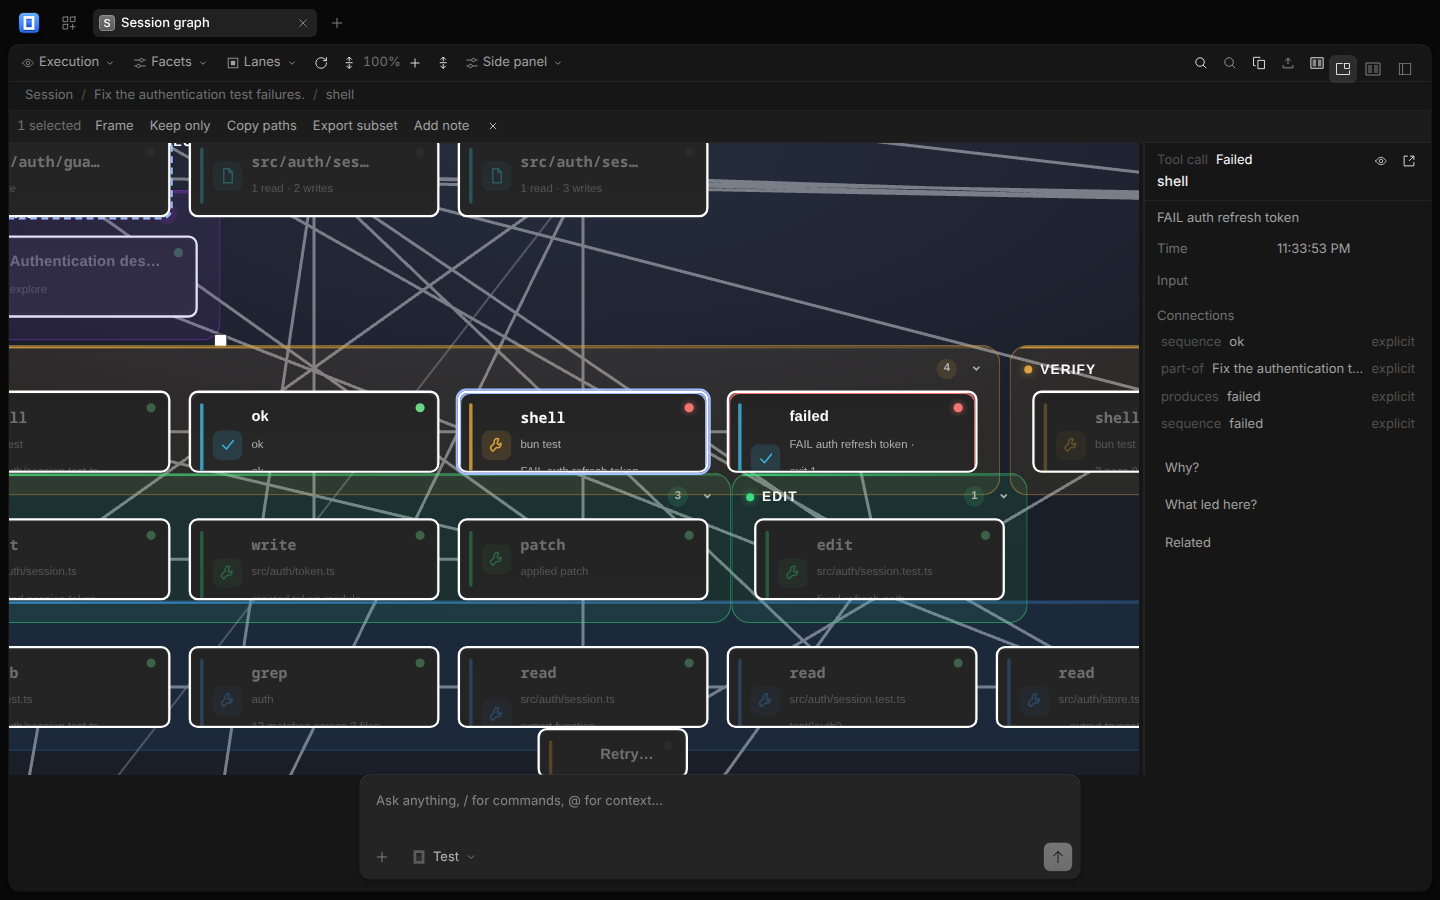 S Session graph
Execution Facets Lanes 100% Side panel
Session / Fix the authentication test failures. / shell
1 selected Frame Keep only Copy paths Export subset Add note
/auth/gua…
src/auth/ses…
1 read · 2 writes
src/auth/ses…
1 read · 3 writes
Authentication des…
explore
4
VERIFY
ok
ok
shell
bun test
FAIL auth refresh token
failed
FAIL auth refresh token ·
exit 1
shell
bun test
3
EDIT
1
write
src/auth/token.ts
patch
applied patch
edit
src/auth/session.test.ts
grep
auth
read
src/auth/session.ts
read
src/auth/session.test.ts
read
src/auth/store.ts
Retry…
Tool call Failed
shell
FAIL auth refresh token
Time 11:33:53 PM
Input
Connections
sequence ok explicit
part-of Fix the authentication t... explicit
produces failed explicit
sequence failed explicit
Why?
What led here?
Related
Ask anything, / for commands, @ for context...
Test